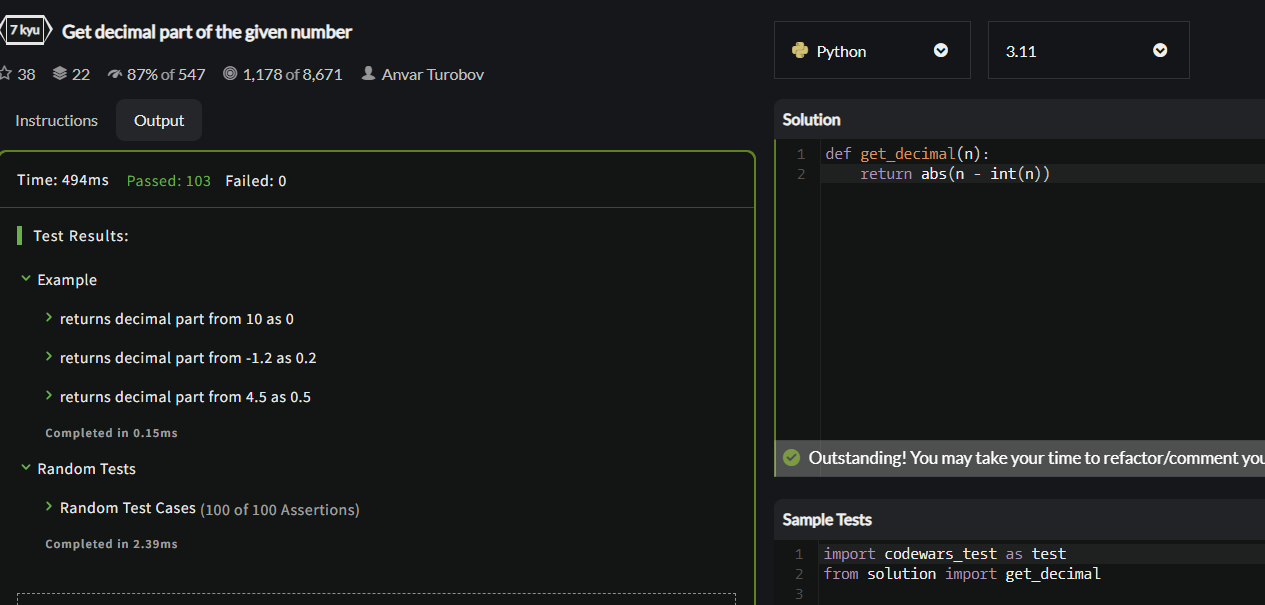 7 kyu Get decimal part of the given number
38 22 87% of 547 1,178 of 8,671 Anvar Turobov
Instructions Output
Time: 494ms Passed: 103 Failed: 0
Test Results:
Example
returns decimal part from 10 as 0
returns decimal part from -1.2 as 0.2
returns decimal part from 4.5 as 0.5
Completed in 0.15ms
Random Tests
Random Test Cases (100 of 100 Assertions)
Completed in 2.39ms
Python 3.11
Solution
1 def get_decimal(n):
2 return abs(n - int(n))
Outstanding! You may take your time to refactor/comment you
Sample Tests
1 import codewars_test as test
2 from solution import get_decimal
3